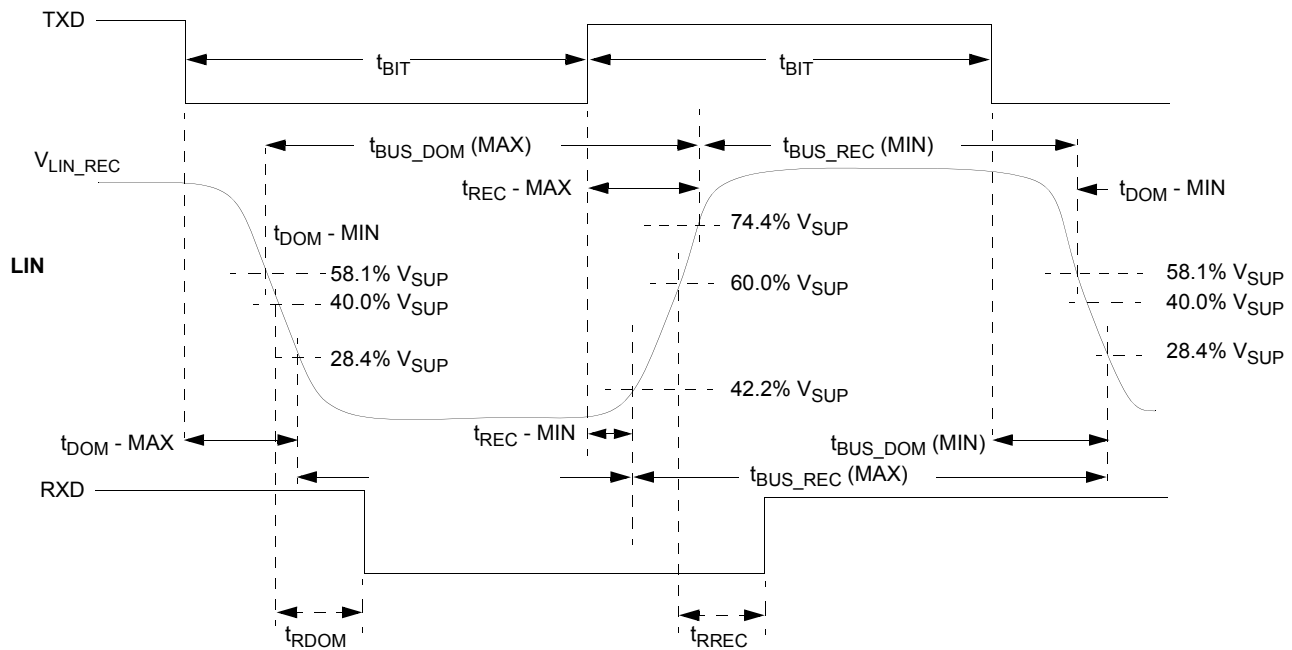 TXD
tBIT tBIT
tBUS_DOM (MAX) tBUS_REC (MIN)
VLIN_REC
tREC - MAX tDOM - MIN
74.4% VSUP
tDOM - MIN
LIN
58.1% VSUP 60.0% VSUP 58.1% VSUP
40.0% VSUP 40.0% VSUP
28.4% VSUP 28.4% VSUP
42.2% VSUP
tDOM - MAX tREC - MIN tBUS_DOM (MIN)
tBUS_REC (MAX)
RXD
tRDOM tRREC